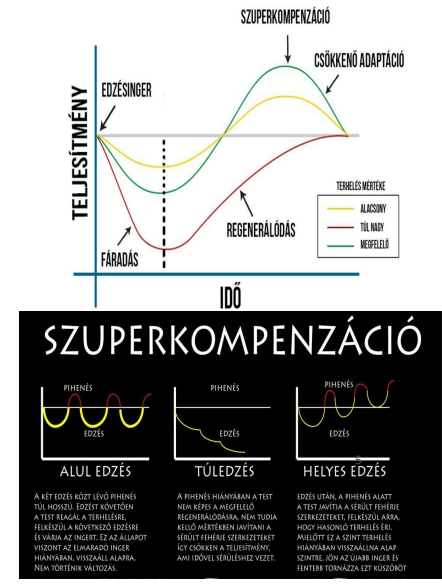 SZUPERKOMPENZÁCIÓ
CSÖKKENŐ ADAPTÁCIÓ
EDZÉSINGER
TELJESÍTMÉNY
TERHELÉS MÉRTÉKE
ALACSONY
TÚL NAGY
MEGFELELŐ
REGENERÁLÓDÁS
FÁRADÁS
IDŐ
SZUPERKOMPENZÁCIÓ
PIHENÉS
EDZÉS
ALUL EDZÉS
A KÉT EDZÉS KÖZT LÉVŐ PIHENÉS
TÚL HOSSZÚ. EDZÉST KÖVETŐEN
A TEST REAGÁL A TERHELÉSRE,
FELKÉSZÜL A KÖVETKEZŐ EDZÉSRE
ÉS VÁRJA AZ INGERT. EZ AZ ÁLLAPOT
VISZONT AZ ELMARADÓ INGER
HIÁNYÁBAN, VISSZAÁLL ALAPRA.
NEM TÖRTÉNIK VÁLTOZÁS.
PIHENÉS
EDZÉS
TÚLEDZÉS
A PIHENÉS HIÁNYÁBAN A TEST
NEM KÉPES A MEGFELELŐ
REGENERÁLÓDÁSRA, NEM TUDJA
KELLŐ MÉRTÉKBEN JAVÍTANI A
SÉRÜLT FEHÉRJE SZERKEZETEKET
ÍGY CSÖKKEN A TELJESÍTMÉNY,
AMI IDŐVEL SÉRÜLÉSHEZ VEZET.
PIHENÉS
EDZÉS
HELYES EDZÉS
EDZÉS UTÁN, A PIHENÉS ALATT
A TEST JAVÍTJA A SÉRÜLT FEHÉRJE
SZERKEZETEKET, FELKÉSZÜL ARRA,
HOGY HASONLÓ TERHELÉS ÉRI.
MIELŐTT EZ A SZINT TERHELÉS
HIÁNYÁBAN VISSZAÁLLNA ALAP
SZINTRE, JÖN AZ ÚJABB INGER ÉS
FENTEBB TORNÁZZA EZT KÜSZÖBÖT